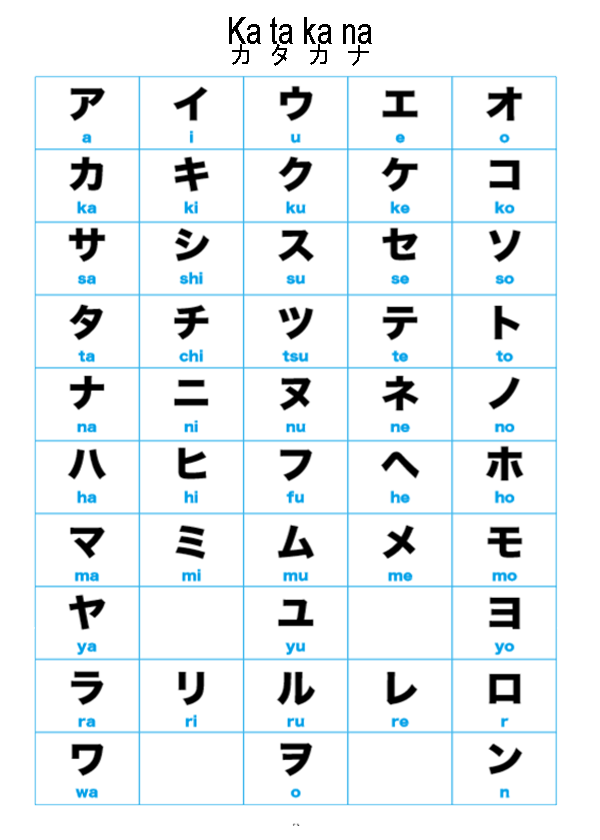 Ka ta ka na
カ タ カ ナ
ア イ ウ エ オ
a i u e o
カ キ ク ケ コ
ka ki ku ke ko
サ シ ス セ ソ
sa shi su se so
タ チ ツ テ ト
ta chi tsu te to
ナ ニ ヌ ネ ノ
na ni nu ne no
ハ ヒ フ ヘ ホ
ha hi fu he ho
マ ミ ム メ モ
ma mi mu me mo
ヤ ユ ヨ
ya yu yo
ラ リ ル レ ロ
ra ri ru re r
ワ ヲ ン
wa o n